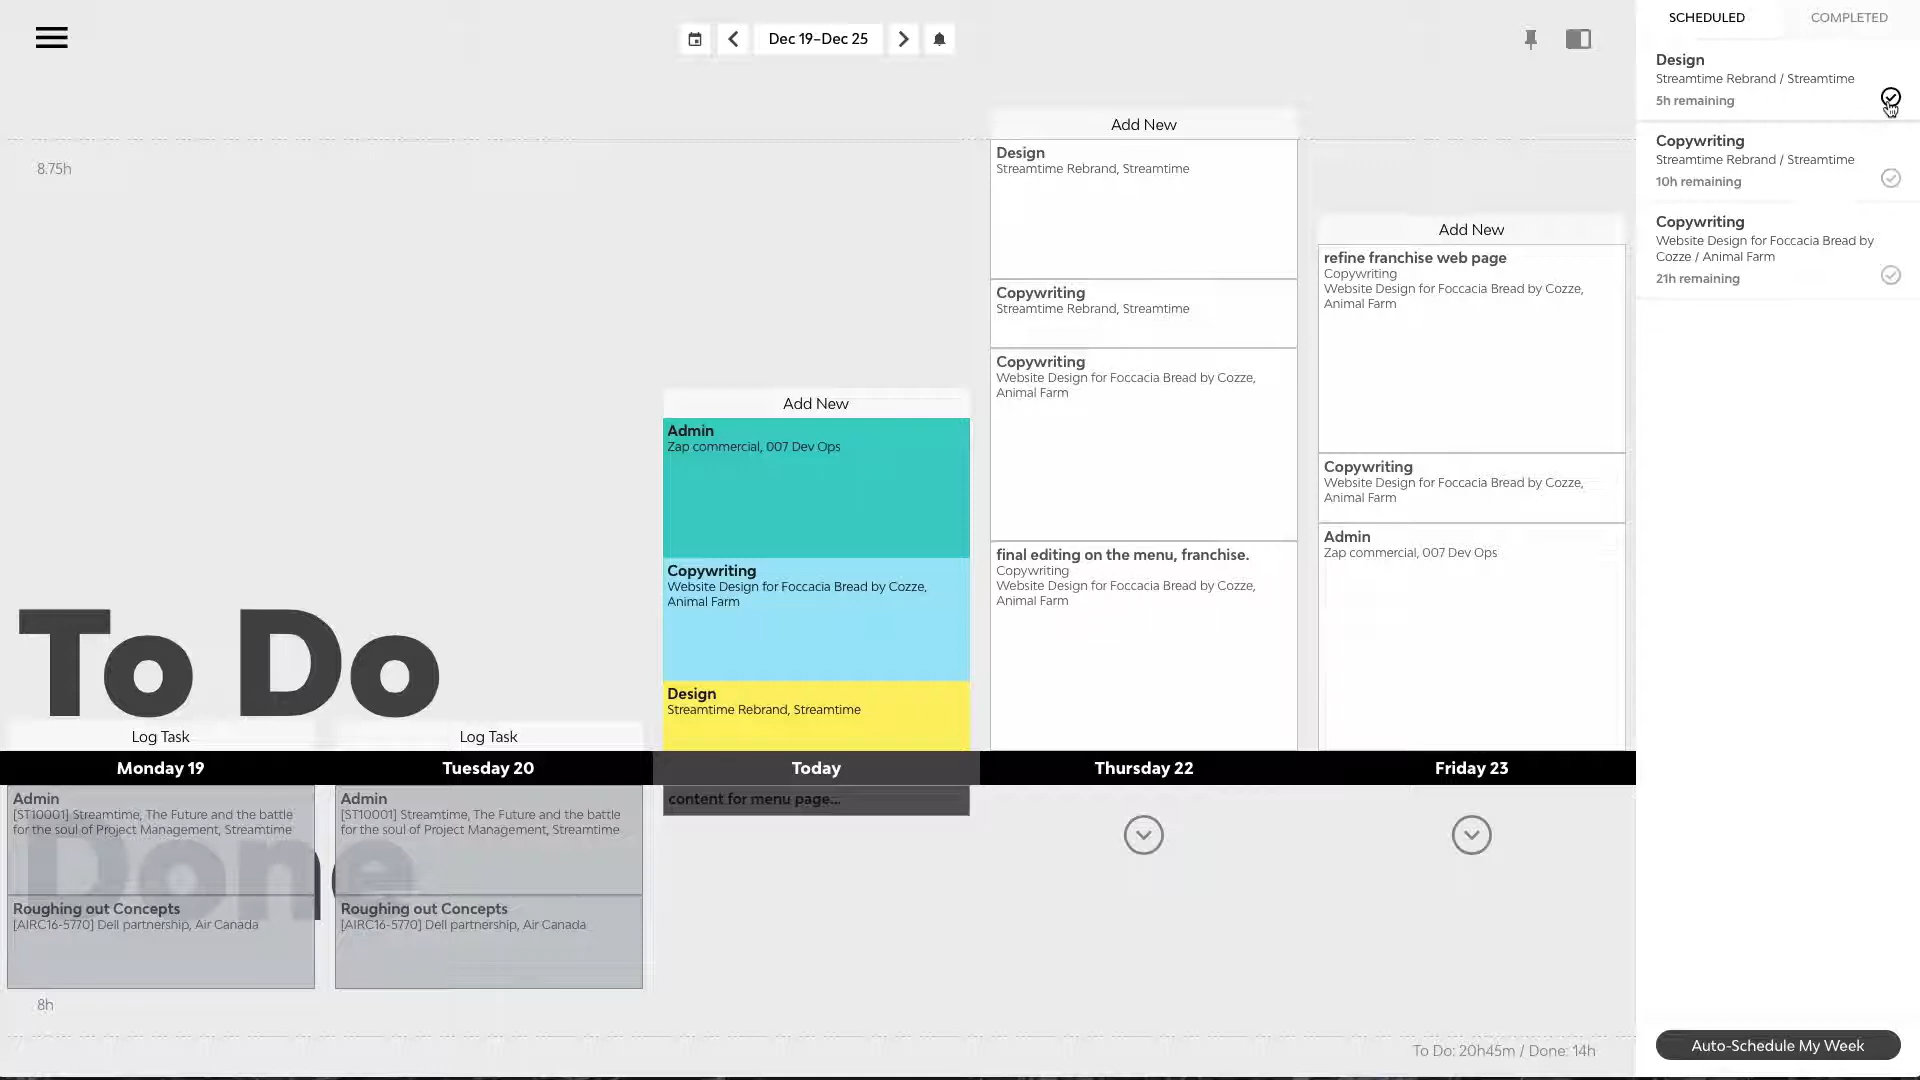 Dec 19–Dec 25
SCHEDULED
COMPLETED
Design
Streamtime Rebrand / Streamtime
5h remaining
Copywriting
Streamtime Rebrand / Streamtime
10h remaining
Copywriting
Website Design for Foccacia Bread by
Cozze / Animal Farm
21h remaining
Auto-Schedule My Week
8.75h
To Do
Log Task
Monday 19
Admin
[ST10001] Streamtime, The Future and the battle
for the soul of Project Management, Streamtime
Roughing out Concepts
[AIRC16-5770] Dell partnership, Air Canada
Done
8h
Log Task
Tuesday 20
Admin
[ST10001] Streamtime, The Future and the battle
for the soul of Project Management, Streamtime
Roughing out Concepts
[AIRC16-5770] Dell partnership, Air Canada
Add New
Admin
Zap commercial, 007 Dev Ops
Copywriting
Website Design for Foccacia Bread by Cozze,
Animal Farm
Design
Streamtime Rebrand, Streamtime
Today
content for menu page...
Add New
Design
Streamtime Rebrand, Streamtime
Copywriting
Streamtime Rebrand, Streamtime
Copywriting
Website Design for Foccacia Bread by Cozze,
Animal Farm
final editing on the menu, franchise.
Copywriting
Website Design for Foccacia Bread by Cozze,
Animal Farm
Thursday 22
Add New
refine franchise web page
Copywriting
Website Design for Foccacia Bread by Cozze,
Animal Farm
Copywriting
Website Design for Foccacia Bread by Cozze,
Animal Farm
Admin
Zap commercial, 007 Dev Ops
Friday 23
To Do: 20h45m / Done: 14h